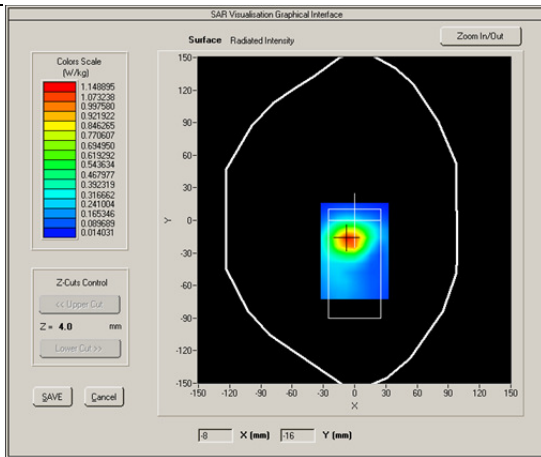 SAR Visualisation Graphical Interface
Surface Radiated Intensity
Zoom In/Out
Colors Scale
(W/kg)
1.148895
1.073238
0.997580
0.921922
0.846265
0.770607
0.694950
0.619292
0.543634
0.467977
0.392319
0.316662
0.241004
0.165346
0.089689
0.014031
Z-Cuts Control
<< Upper Cut
Z = 4.0 mm
Lower Cut >>
SAVE Cancel
150-
120-
90-
60-
30-
0-
-30-
-60-
-90-
-120-
-150-
Y
-150 -120 -90 -60 -30 0 30 60 90 120 150
X
-8 X (mm) -16 Y (mm)